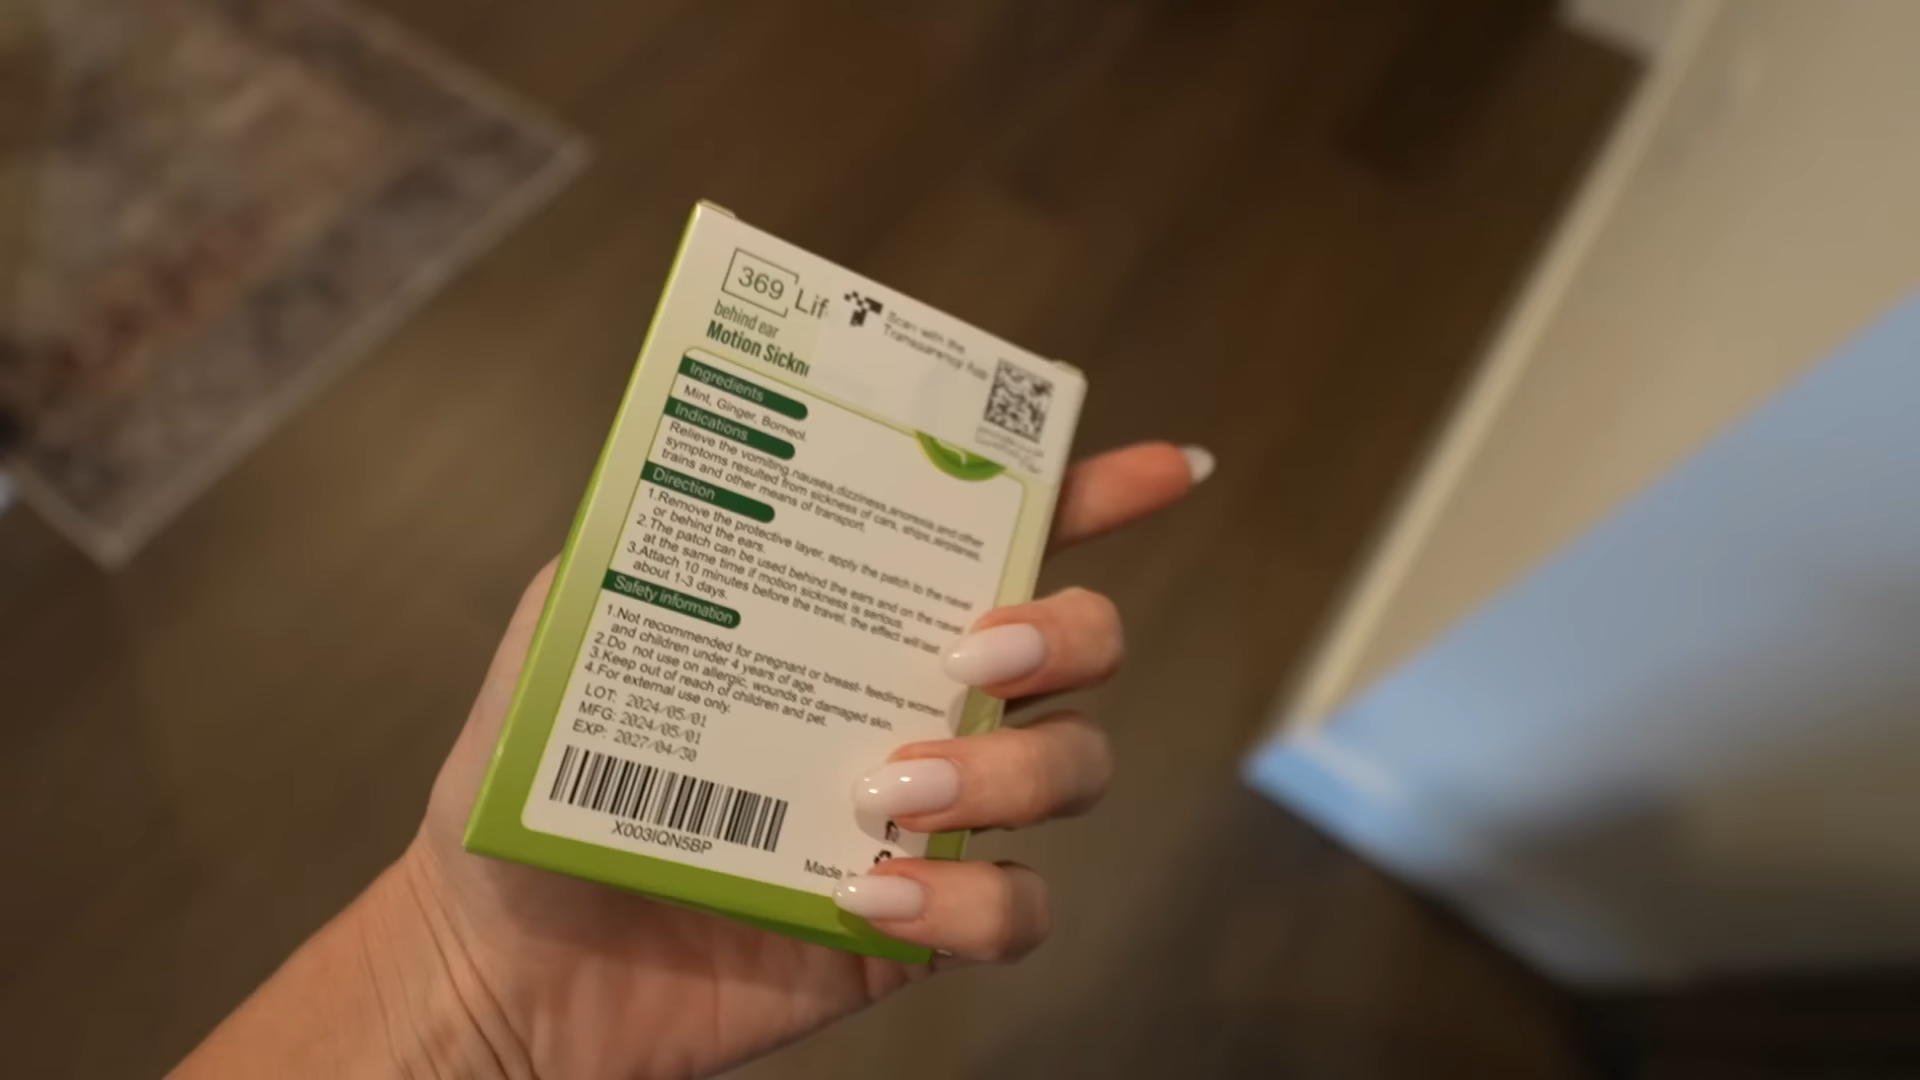 369 Lif
behind ear
Motion Sickn
Scan with the
Transparency App
Ingredients
Mint, Ginger, Borneol.
Indications
Relieve the vomiting,nausea,dizziness,anorexia and other
symptoms resulted from sickness of cars, ships,airplanes,
trains and other means of transport.
Direction
1.Remove the protective layer, apply the patch to the navel
or behind the ears.
2.The patch can be used behind the ears and on the navel
at the same time if motion sickness is serious.
3.Attach 10 minutes before the travel, the effect will last
about 1-3 days.
Safety information
1.Not recommended for pregnant or breast- feeding women
and children under 4 years of age.
2.Do not use on allergic, wounds or damaged skin.
3.Keep out of reach of children and pet.
4.For external use only.
LOT: 2024/05/01
MFG: 2024/05/01
EXP: 2027/04/30
X003IQN5BP
Made